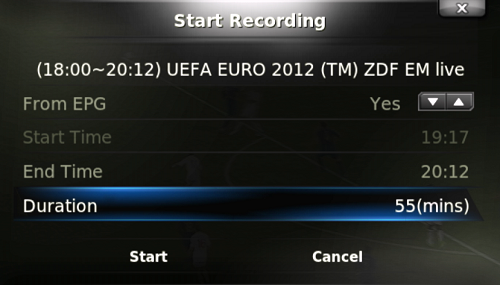 Start Recording
(18:00~20:12) UEFA EURO 2012 (TM) ZDF EM live
From EPG Yes
Start Time 19:17
End Time 20:12
Duration 55(mins)
Start Cancel